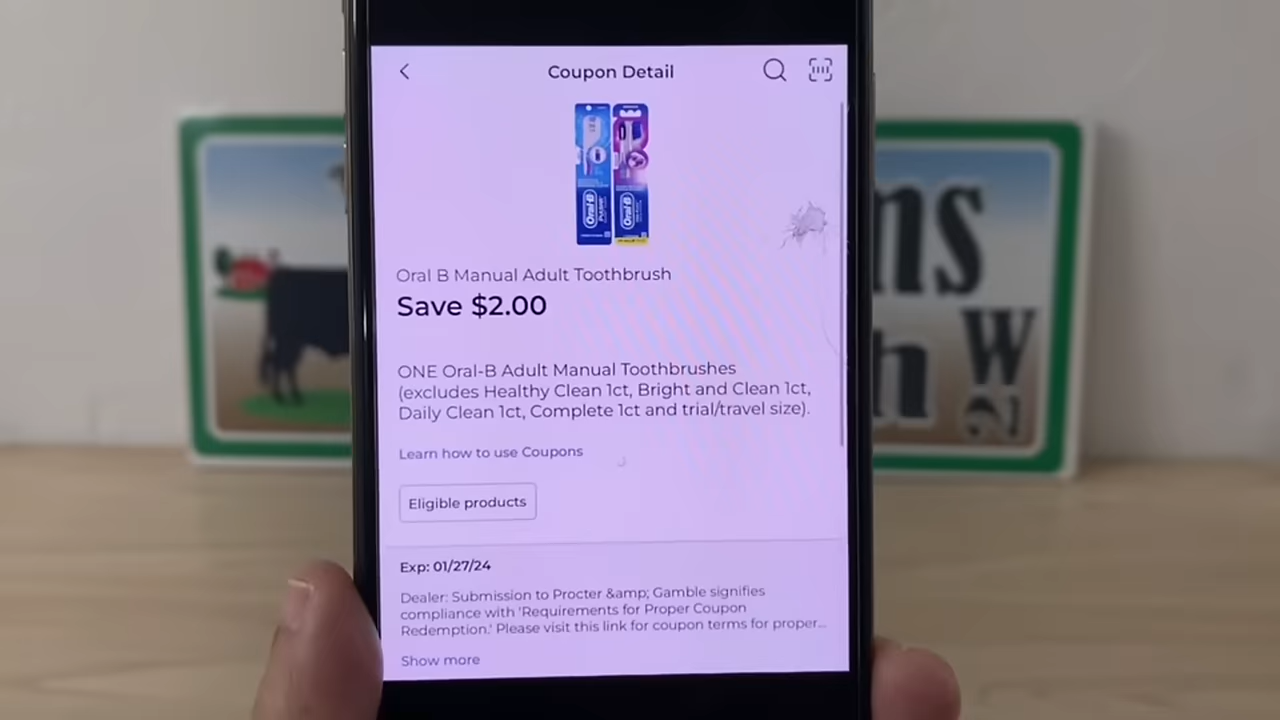 Coupon Detail
Oral-B
Oral-B
Oral B Manual Adult Toothbrush
Save $2.00
ONE Oral-B Adult Manual Toothbrushes
(excludes Healthy Clean 1ct, Bright and Clean 1ct,
Daily Clean 1ct, Complete 1ct and trial/travel size).
Learn how to use Coupons
Eligible products
Exp: 01/27/24
Dealer: Submission to Procter &amp; Gamble signifies
compliance with 'Requirements for Proper Coupon
Redemption.' Please visit this link for coupon terms for proper...
Show more
ns
W
h